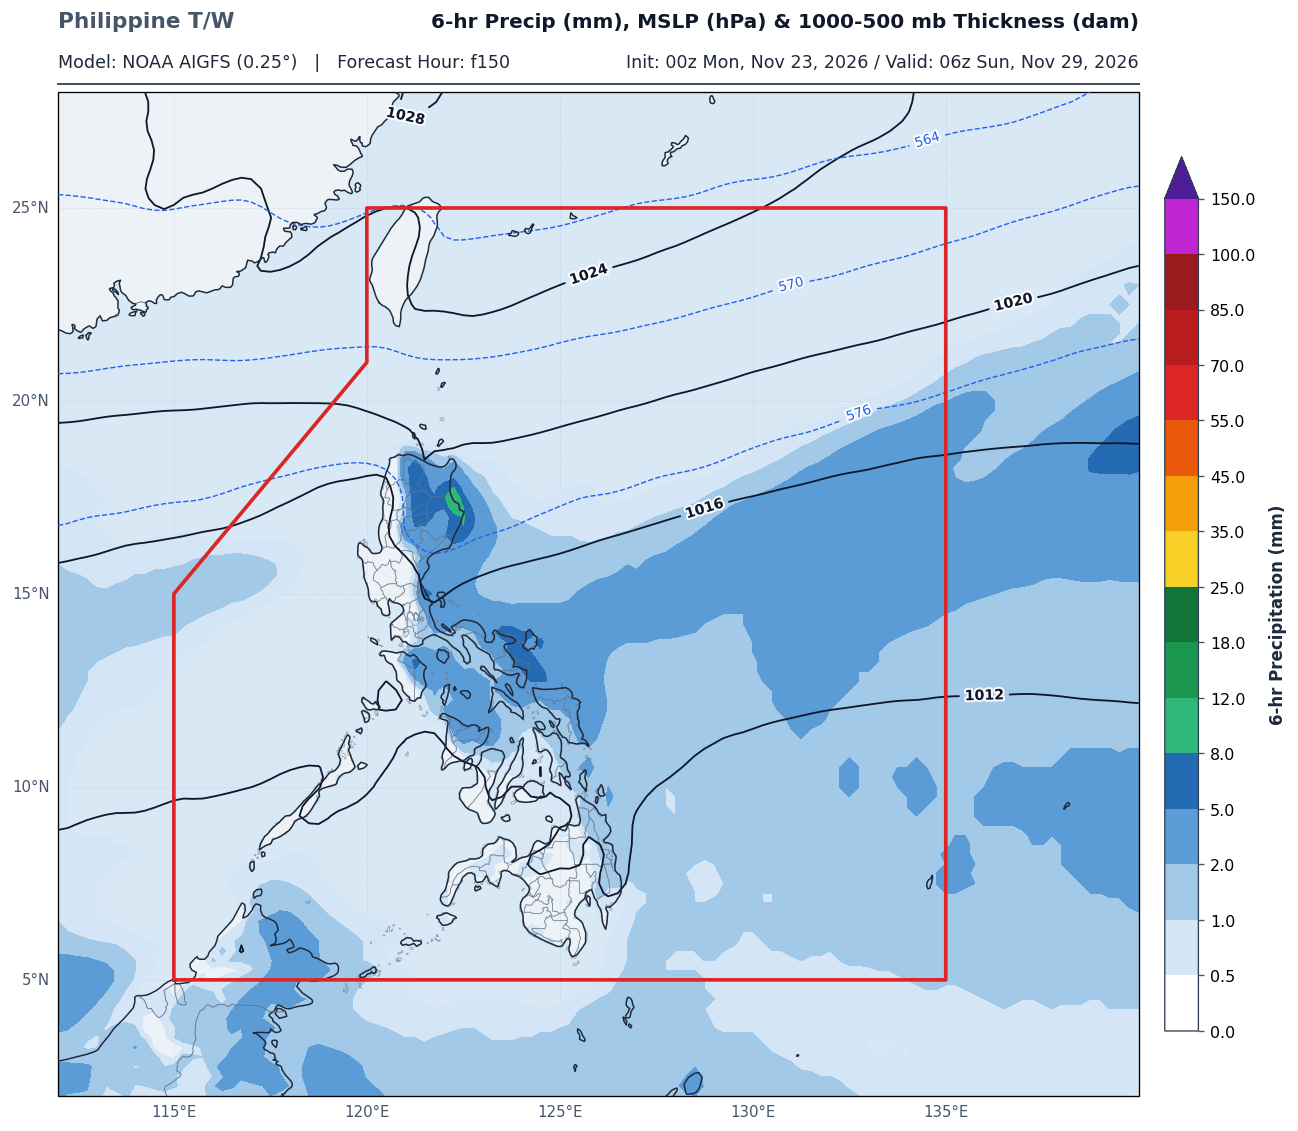 Philippine T/W
6-hr Precip (mm), MSLP (hPa) & 1000-500 mb Thickness (dam)
Model: NOAA AIGFS (0.25°) | Forecast Hour: f150
Init: 00z Mon, Nov 23, 2026 / Valid: 06z Sun, Nov 29, 2026
1028
564
25°N
1024
570
1020
20°N
576
1016
15°N
1012
10°N
5°N
115°E
120°E
125°E
130°E
135°E
150.0
100.0
85.0
70.0
55.0
45.0
35.0
25.0
18.0
12.0
8.0
5.0
2.0
1.0
0.5
0.0
6-hr Precipitation (mm)